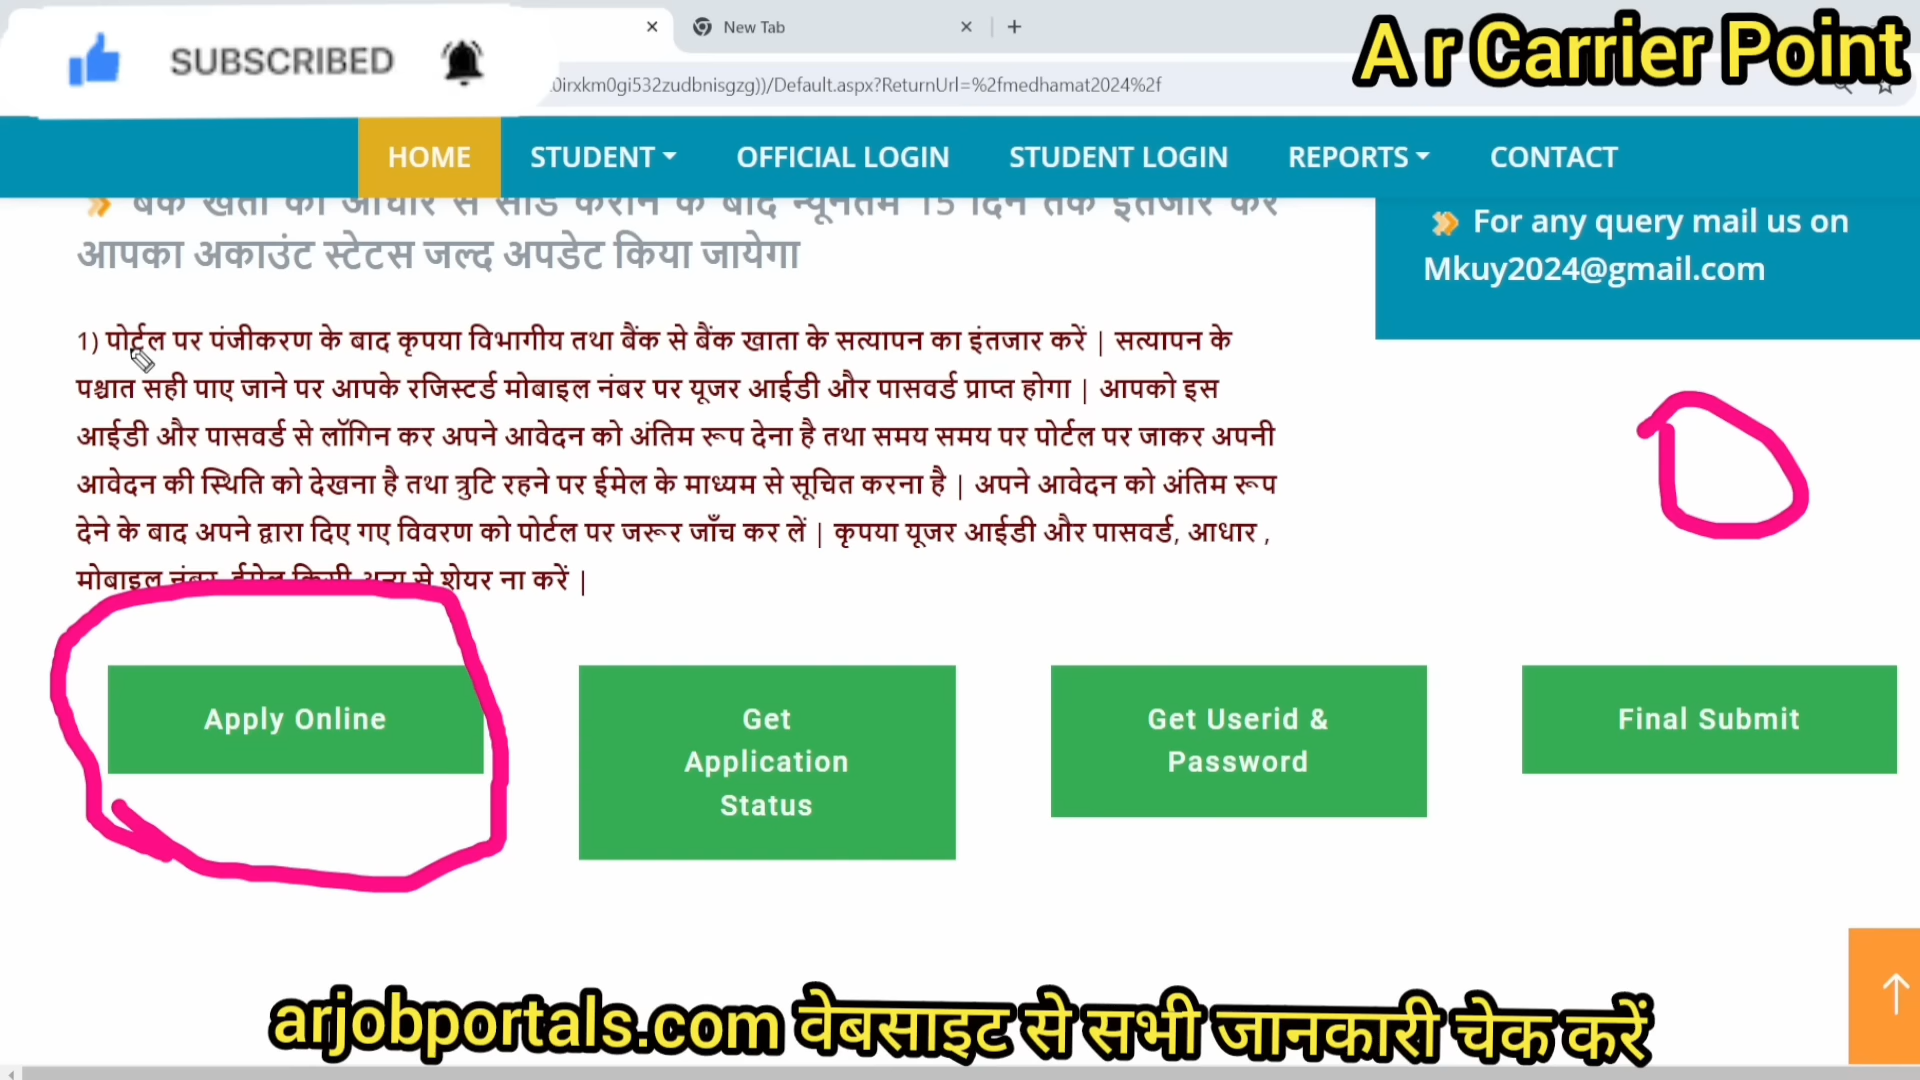 SUBSCRIBED
New Tab
A r Carrier Point
0irxkm0gi532zudbnisgzg))/Default.aspx?ReturnUrl=%2fmedhamat2024%2f
HOME STUDENT OFFICIAL LOGIN STUDENT LOGIN REPORTS CONTACT
के बाद न्यूनतम 15 दिन तक इंतजार करे
आपका अकाउंट स्टेटस जल्द अपडेट किया जायेगा
For any query mail us on
Mkuy2024@gmail.com
1) पोर्टल पर पंजीकरण के बाद कृपया विभागीय तथा बैंक से बैंक खाता के सत्यापन का इंतजार करें | सत्यापन के
पश्चात सही पाए जाने पर आपके रजिस्टर्ड मोबाइल नंबर पर यूजर आईडी और पासवर्ड प्राप्त होगा | आपको इस
आईडी और पासवर्ड से लॉगिन कर अपने आवेदन को अंतिम रूप देना है तथा समय समय पर पोर्टल पर जाकर अपनी
आवेदन की स्थिति को देखना है तथा त्रुटि रहने पर ईमेल के माध्यम से सूचित करना है | अपने आवेदन को अंतिम रूप
देने के बाद अपने द्वारा दिए गए विवरण को पोर्टल पर जरूर जाँच कर लें | कृपया यूजर आईडी और पासवर्ड, आधार ,
मोबाइल नंबर, ईमेल किसी अन्य से शेयर ना करें |
Apply Online
Get
Application
Status
Get Userid &
Password
Final Submit
arjobportals.com वेबसाइट से सभी जानकारी चेक करें